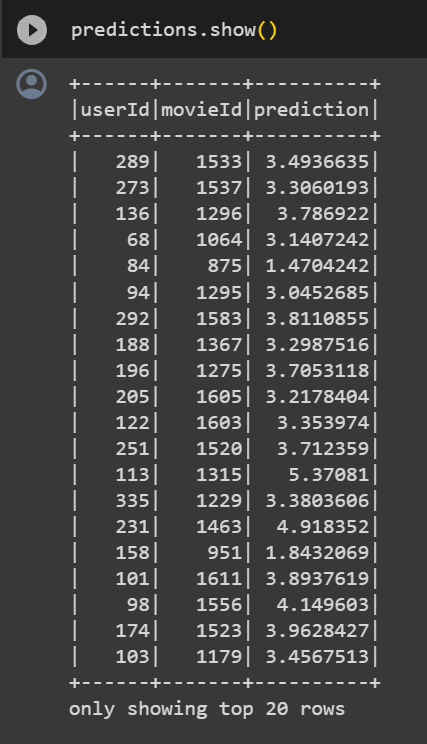 predictions.show()
+------+-------+----------+
|userId|movieId|prediction|
+------+-------+----------+
|   289|   1533| 3.4936635|
|   273|   1537| 3.3060193|
|   136|   1296|  3.786922|
|    68|   1064| 3.1407242|
|    84|    875| 1.4704242|
|    94|   1295| 3.0452685|
|   292|   1583| 3.8110855|
|   188|   1367| 3.2987516|
|   196|   1275| 3.7053118|
|   205|   1605| 3.2178404|
|   122|   1603|  3.353974|
|   251|   1520|  3.712359|
|   113|   1315|   5.37081|
|   335|   1229| 3.3803606|
|   231|   1463|  4.918352|
|   158|    951| 1.8432069|
|   101|   1611| 3.8937619|
|    98|   1556|  4.149603|
|   174|   1523| 3.9628427|
|   103|   1179| 3.4567513|
+------+-------+----------+
only showing top 20 rows